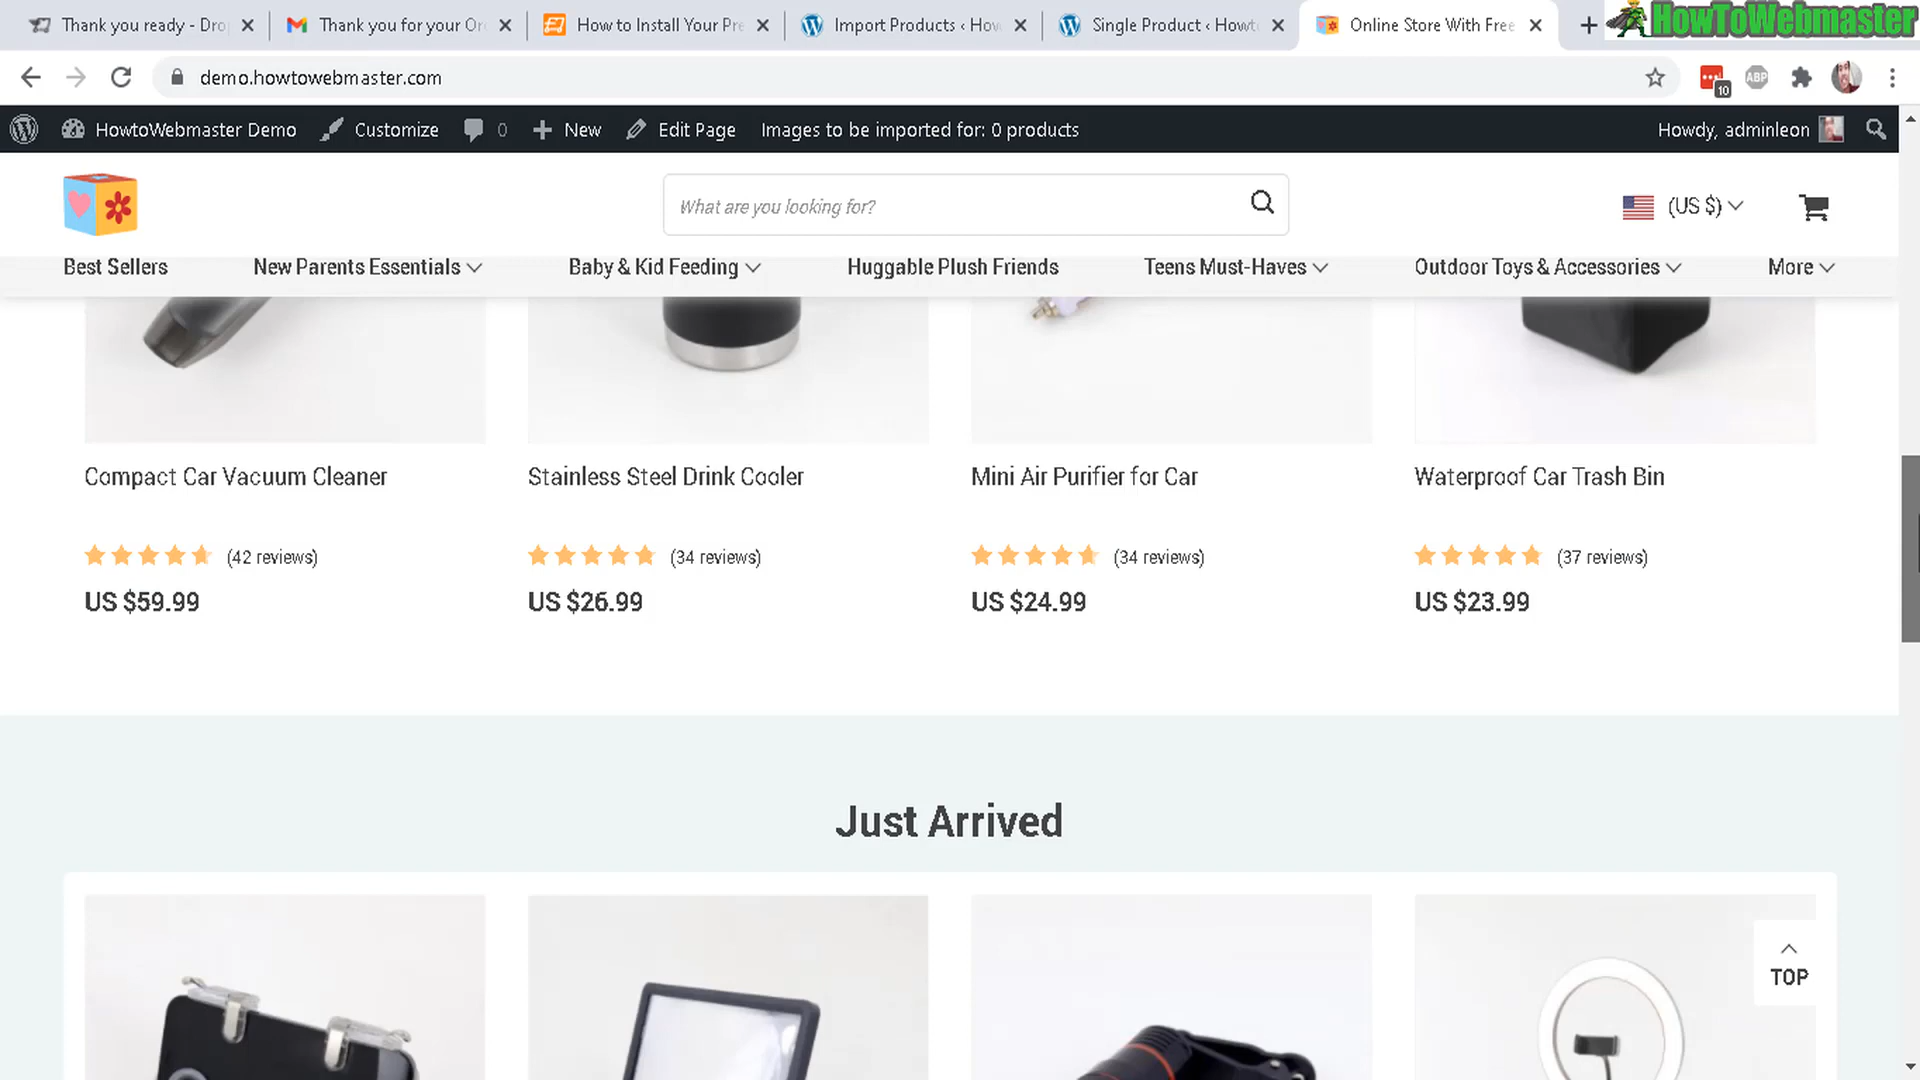 Thank you ready - Dro
Thank you for your Or
How to Install Your Pre
Import Products ‹ How
Single Product ‹ Howto
Online Store With Free
HowToWebmaster
demo.howtowebmaster.com
10
ABP
HowtoWebmaster Demo
Customize
0
New
Edit Page
Images to be imported for: 0 products
Howdy, adminleon
What are you looking for?
(US $)
Best Sellers
New Parents Essentials
Baby & Kid Feeding
Huggable Plush Friends
Teens Must-Haves
Outdoor Toys & Accessories
More
Compact Car Vacuum Cleaner
Stainless Steel Drink Cooler
Mini Air Purifier for Car
Waterproof Car Trash Bin
(42 reviews)
(34 reviews)
(34 reviews)
(37 reviews)
US $59.99
US $26.99
US $24.99
US $23.99
Just Arrived
TOP